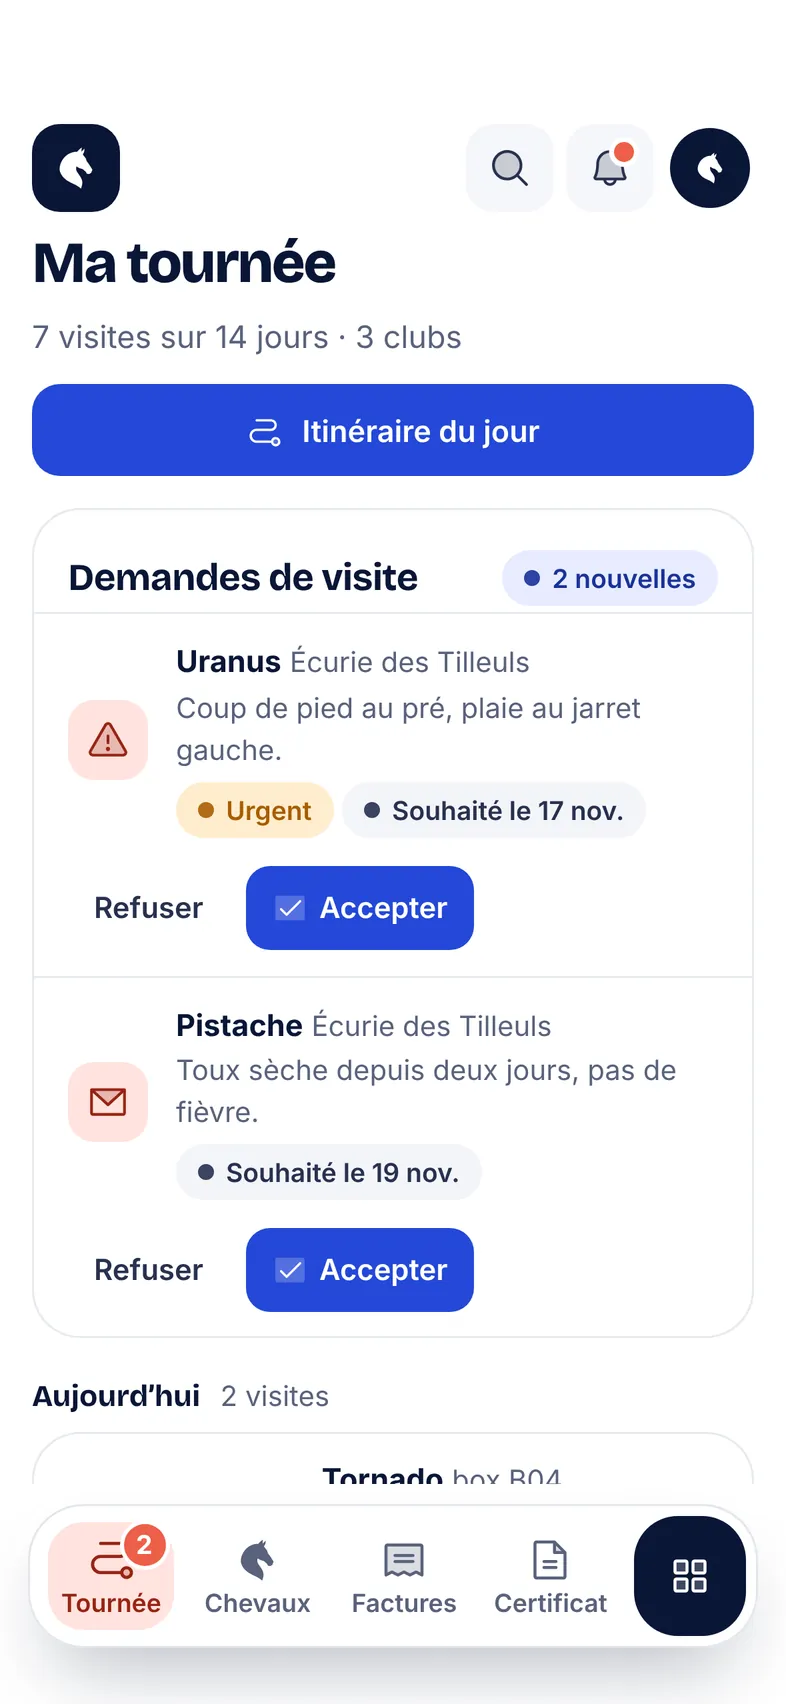 Ma tournée
7 visites sur 14 jours · 3 clubs
Itinéraire du jour
Demandes de visite
2 nouvelles
Uranus Écurie des Tilleuls
Coup de pied au pré, plaie au jarret
gauche.
Urgent
Souhaité le 17 nov.
Refuser
Accepter
Pistache Écurie des Tilleuls
Toux sèche depuis deux jours, pas de
fièvre.
Souhaité le 19 nov.
Refuser
Accepter
Aujourd’hui 2 visites
Tornado box B04
2
Tournée
Chevaux
Factures
Certificat